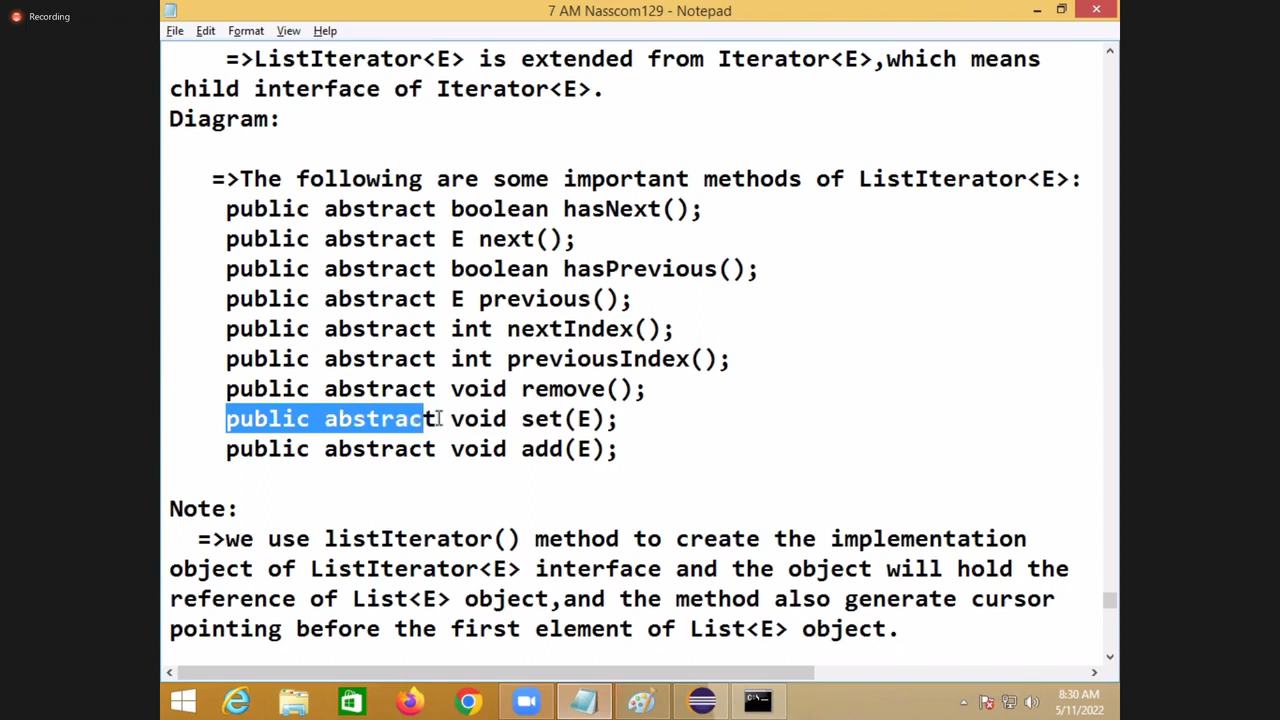 Recording
7 AM Nasscom129 - Notepad
File Edit Format View Help
=>ListIterator<E> is extended from Iterator<E>,which means
child interface of Iterator<E>.
Diagram:
=>The following are some important methods of ListIterator<E>:
public abstract boolean hasNext();
public abstract E next();
public abstract boolean hasPrevious();
public abstract E previous();
public abstract int nextIndex();
public abstract int previousIndex();
public abstract void remove();
public abstract void set(E);
public abstract void add(E);
Note:
=>we use listIterator() method to create the implementation
object of ListIterator<E> interface and the object will hold the
reference of List<E> object,and the method also generate cursor
pointing before the first element of List<E> object.
8:30 AM
5/11/2022